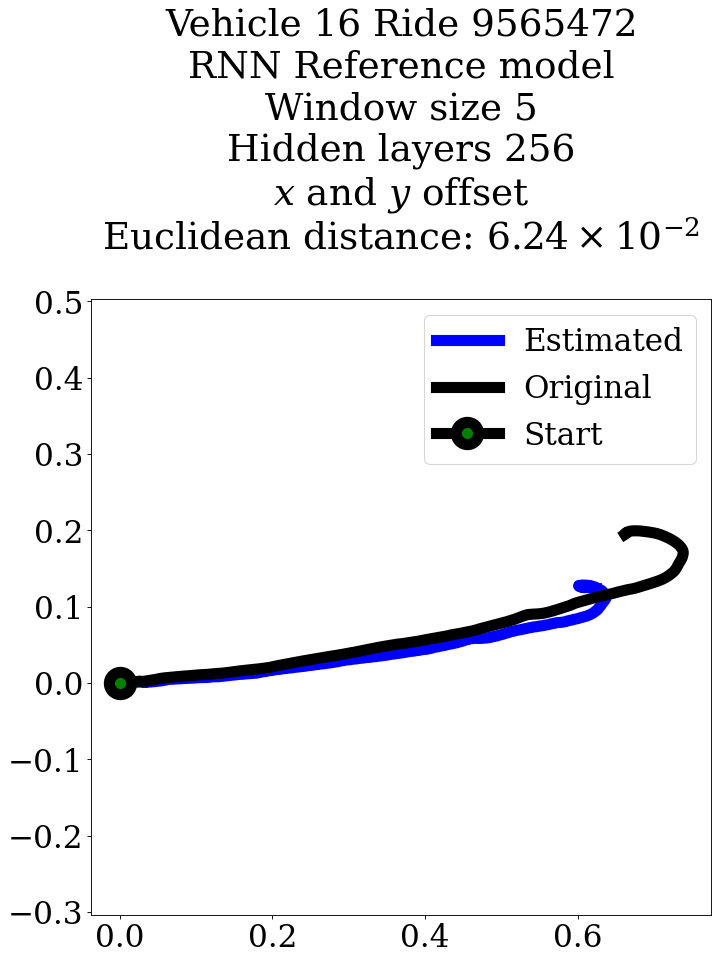 Vehicle 16 Ride 9565472
RNN Reference model
Window size 5
Hidden layers 256
x and y offset
Euclidean distance: 6.24 × 10⁻²
0.5
Estimated
0.4
Original
0.3
Start
0.2
0.1
0.0
−0.1
−0.2
−0.3
0.0 0.2 0.4 0.6